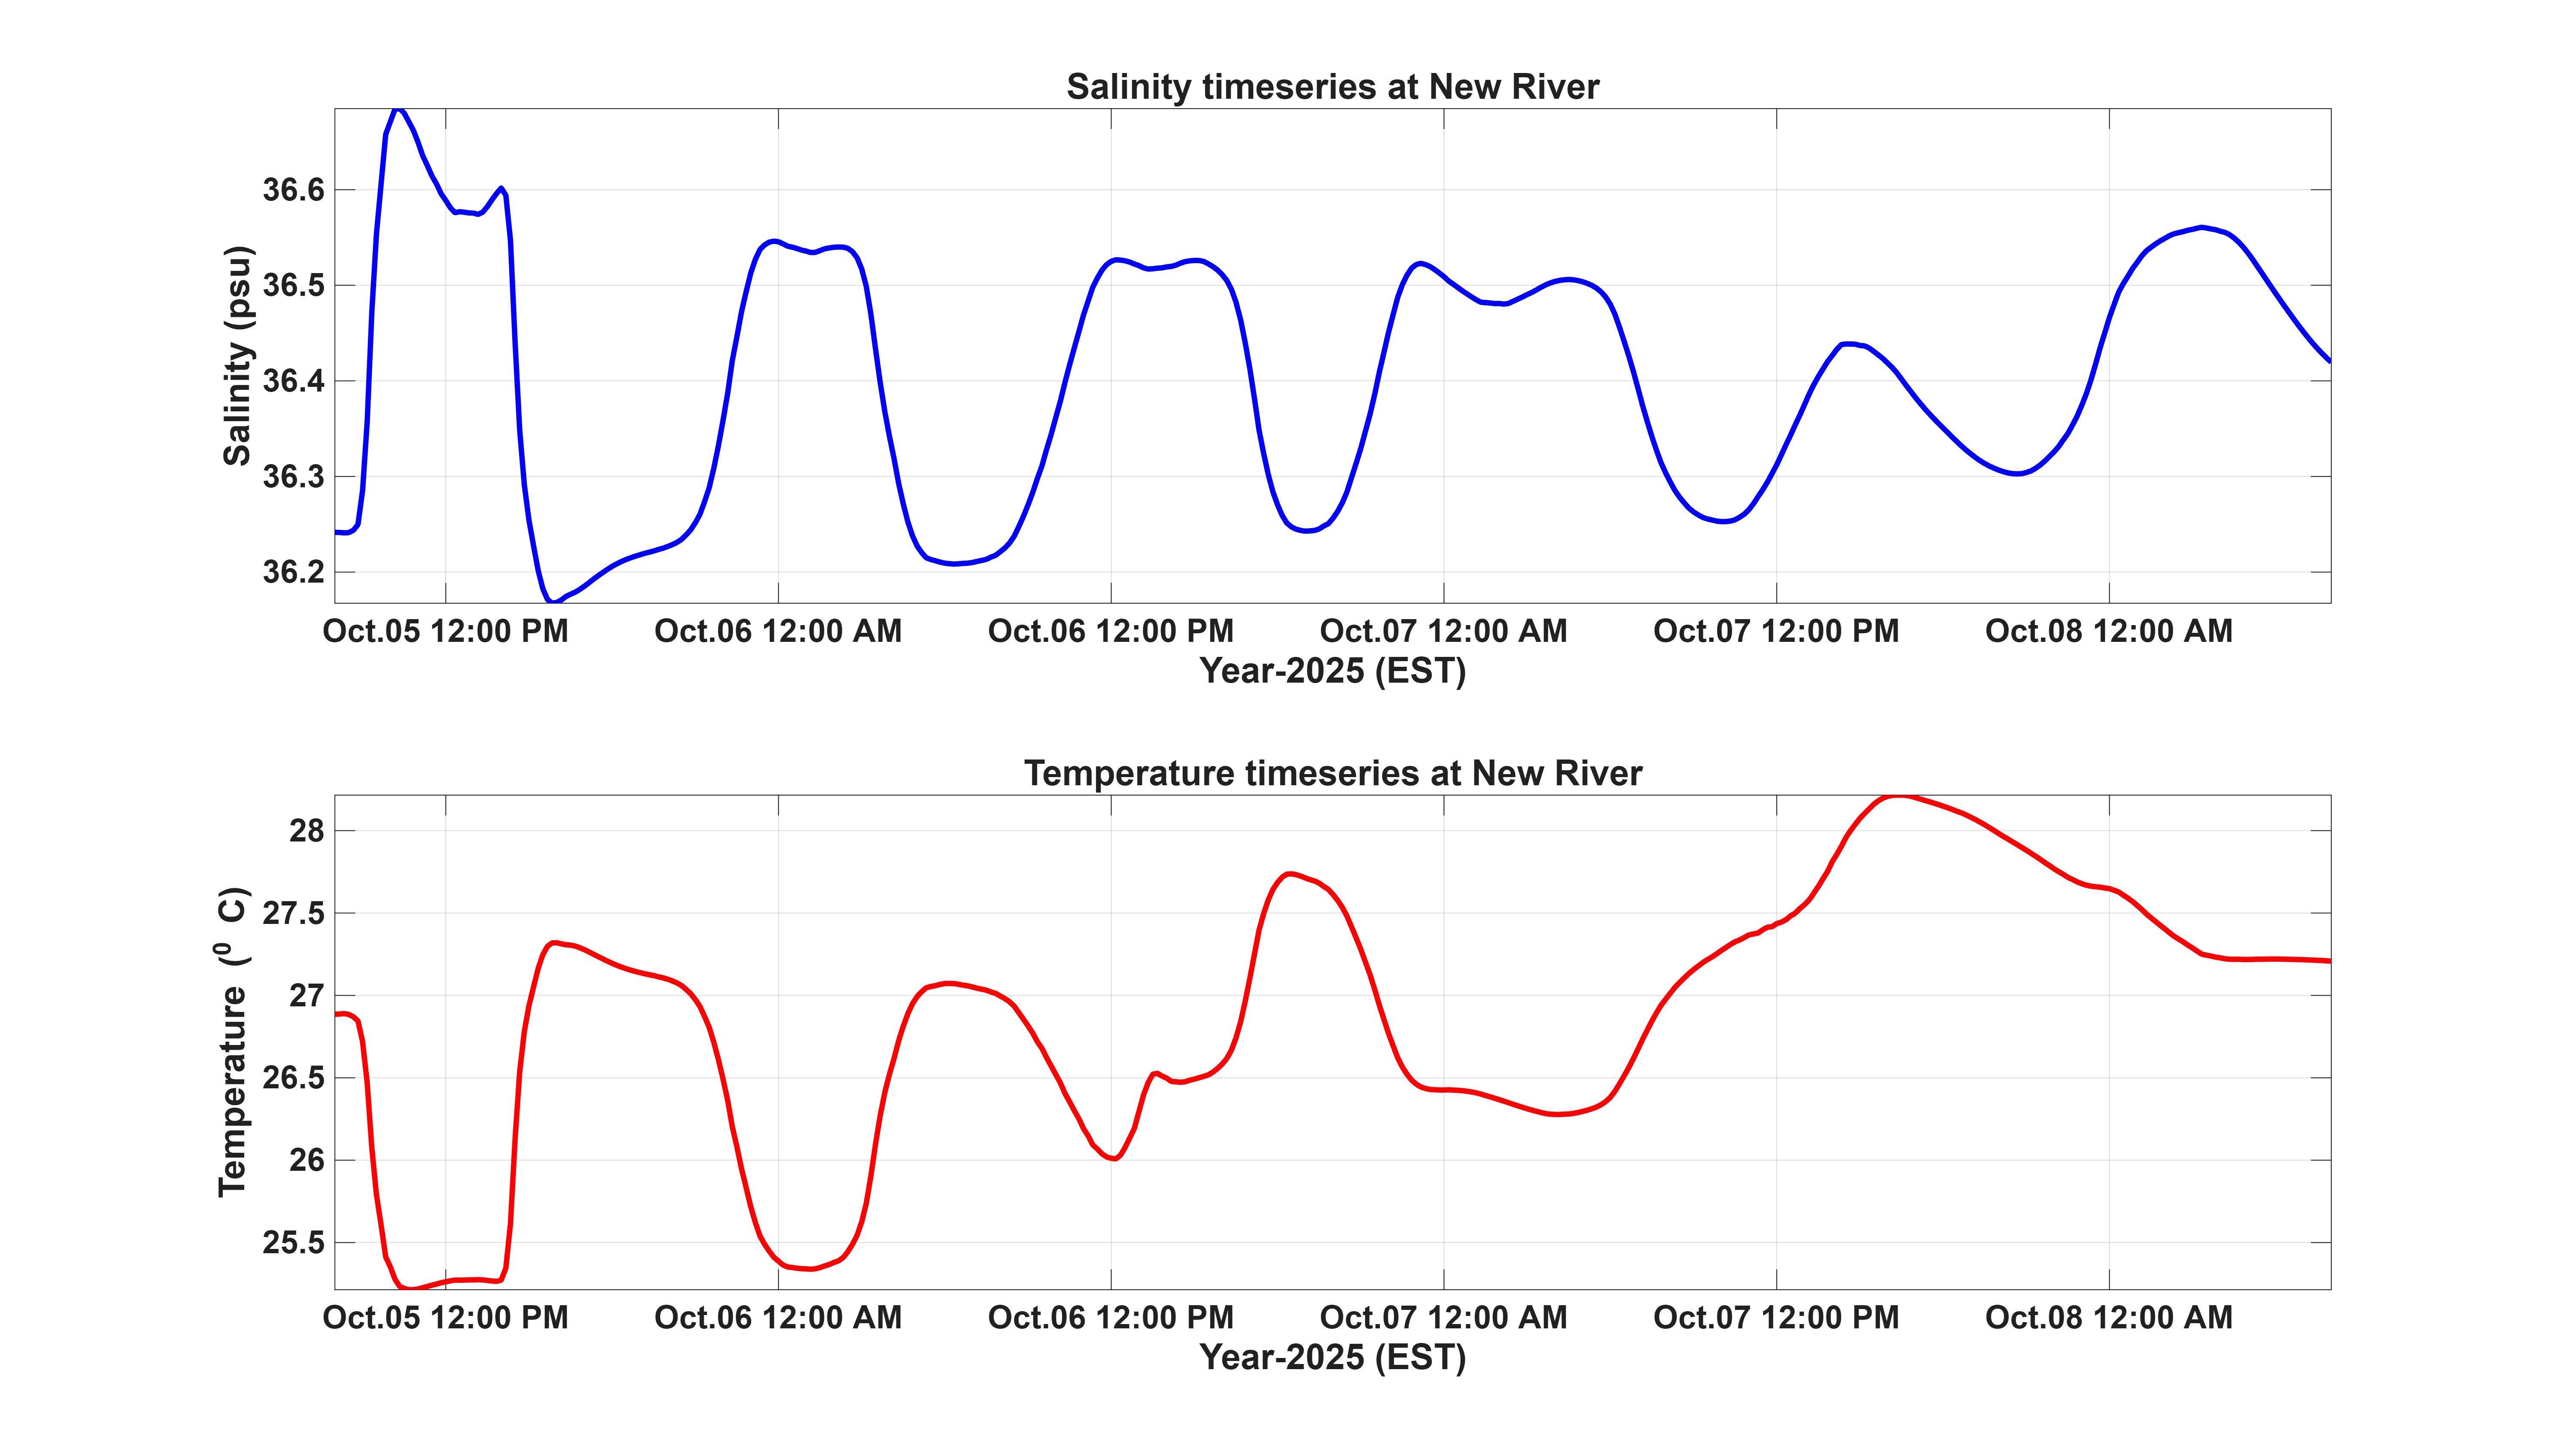 Salinity timeseries at New River
Salinity (psu)
36.6
36.5
36.4
36.3
36.2
Oct.05 12:00 PM Oct.06 12:00 AM Oct.06 12:00 PM Oct.07 12:00 AM Oct.07 12:00 PM Oct.08 12:00 AM
Year-2025 (EST)
Temperature timeseries at New River
Temperature (⁰ C)
28
27.5
27
26.5
26
25.5
Oct.05 12:00 PM Oct.06 12:00 AM Oct.06 12:00 PM Oct.07 12:00 AM Oct.07 12:00 PM Oct.08 12:00 AM
Year-2025 (EST)